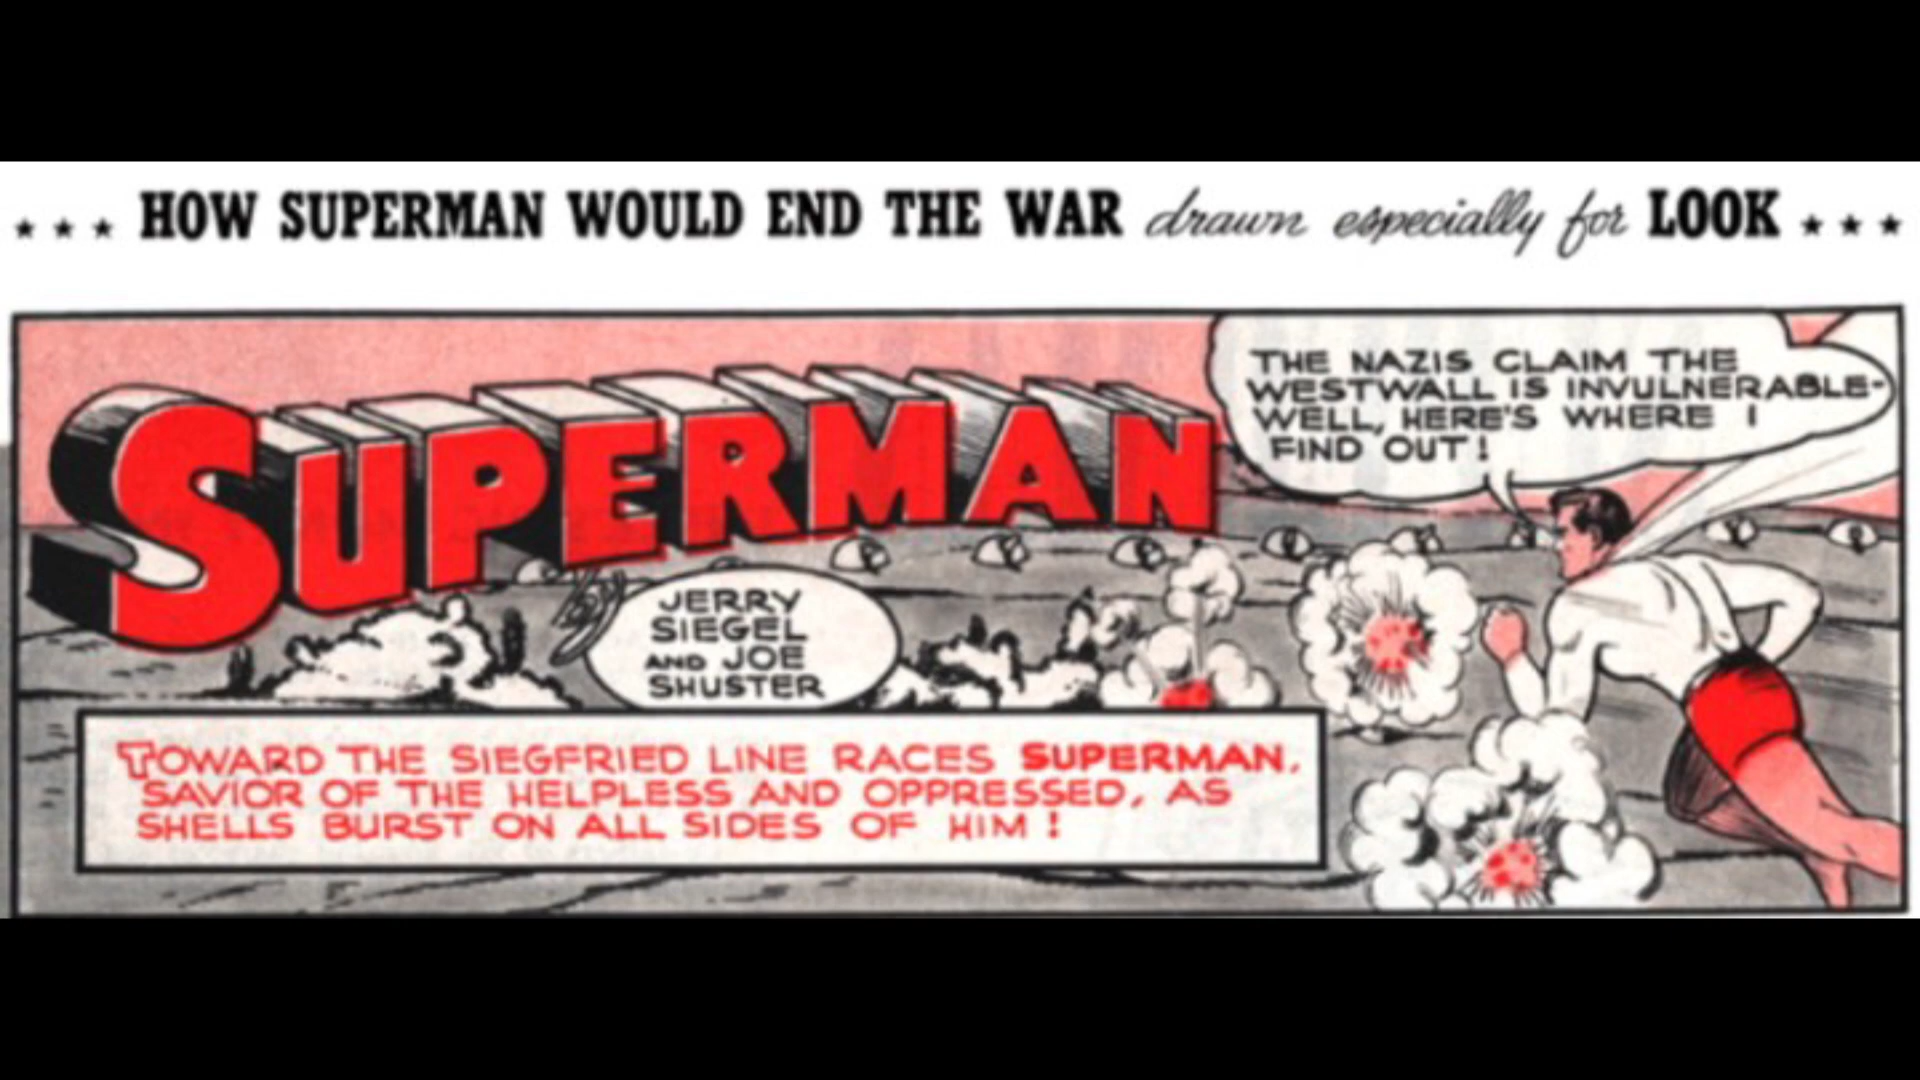 ★ ★ ★ HOW SUPERMAN WOULD END THE WAR drawn especially for LOOK ★ ★ ★
SUPERMAN
THE NAZIS CLAIM THE
WESTWALL IS INVULNERABLE-
WELL, HERE'S WHERE I
FIND OUT!
JERRY
SIEGEL
AND JOE
SHUSTER
TOWARD THE SIEGFRIED LINE RACES SUPERMAN,
SAVIOR OF THE HELPLESS AND OPPRESSED, AS
SHELLS BURST ON ALL SIDES OF HIM!